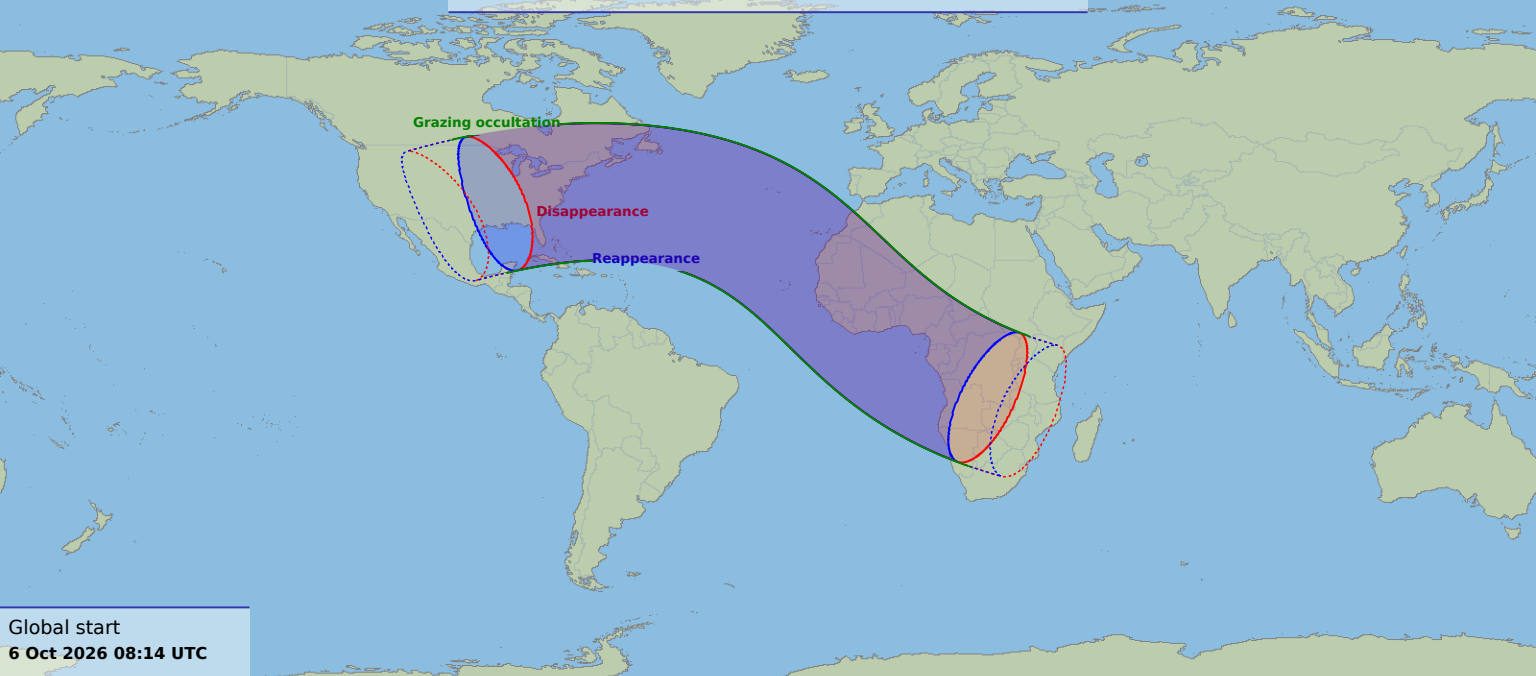 Grazing occultation
Disappearance
Reappearance
Global start
6 Oct 2026 08:14 UTC